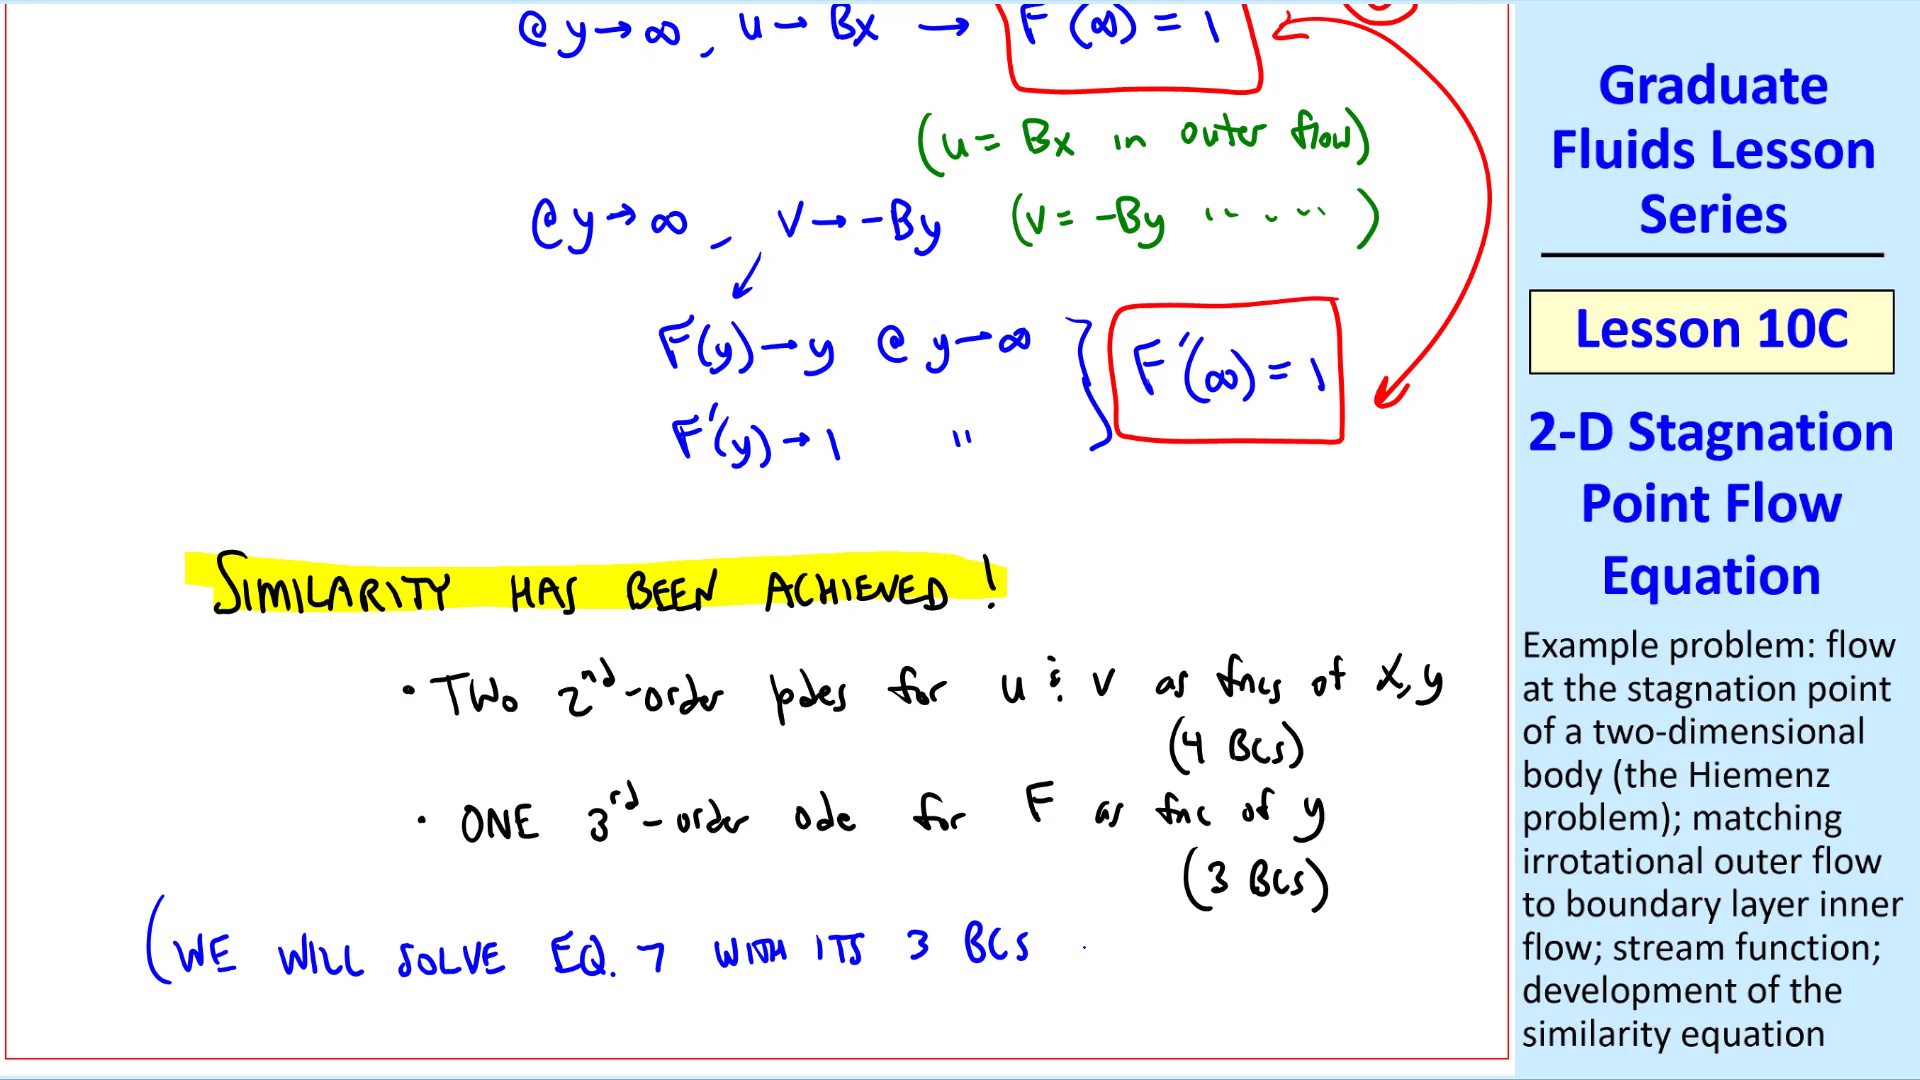 @ y → ∞, u → Bx → F'(∞) = 1
(u = Bx in outer flow)
@ y → ∞, v → -By (v = -By " " ")
F(y) → y @ y → ∞
F'(∞) = 1
F'(y) → 1 "
SIMILARITY HAS BEEN ACHIEVED!
• TWO 2nd-order pdes for u & v as fncs of x, y
(4 BCs)
• ONE 3rd-order ode for F as fnc of y
(3 BCs)
(WE WILL SOLVE EQ. 7 WITH ITS 3 BCS
Graduate
Fluids Lesson
Series
Lesson 10C
2-D Stagnation
Point Flow
Equation
Example problem: flow
at the stagnation point
of a two-dimensional
body (the Hiemenz
problem); matching
irrotational outer flow
to boundary layer inner
flow; stream function;
development of the
similarity equation